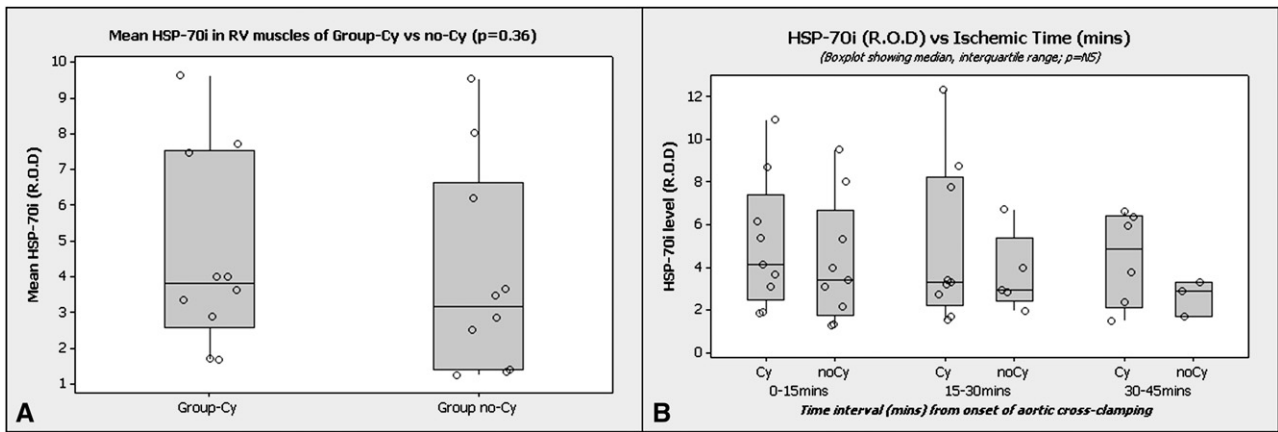 Mean HSP-70i in RV muscles of Group-Cy vs no-Cy (p=0.36)
10
9
8
7
6
5
4
3
2
1
Mean HSP-70i (R.O.D)
Group-Cy
Group no-Cy
A
HSP-70i (R.O.D) vs Ischemic Time (mins)
(Boxplot showing median, interquartile range; p=NS)
12
10
8
6
4
2
0
HSP-70i level (R.O.D)
Cy noCy Cy noCy Cy noCy
0-15mins 15-30mins 30-45mins
Time interval (mins) from onset of aortic cross-clamping
B